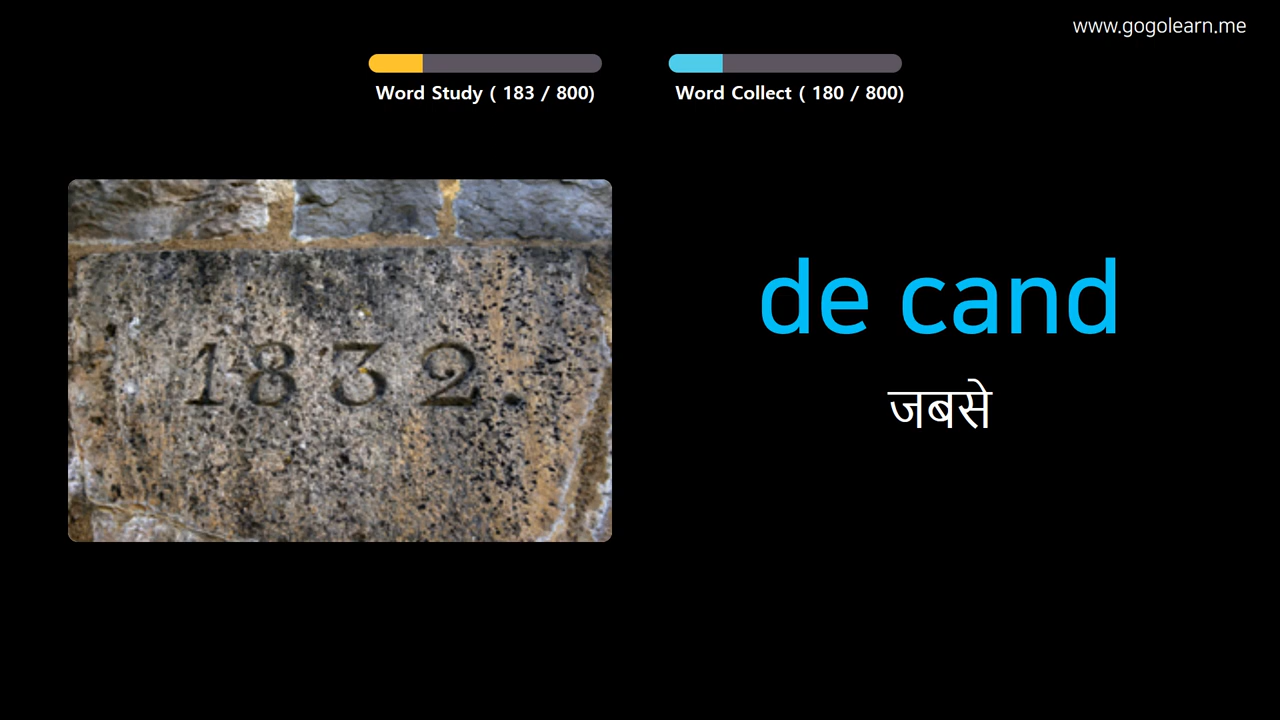 www.gogolearn.me
Word Study ( 183 / 800)
Word Collect ( 180 / 800)
1832.
de cand
जबसे